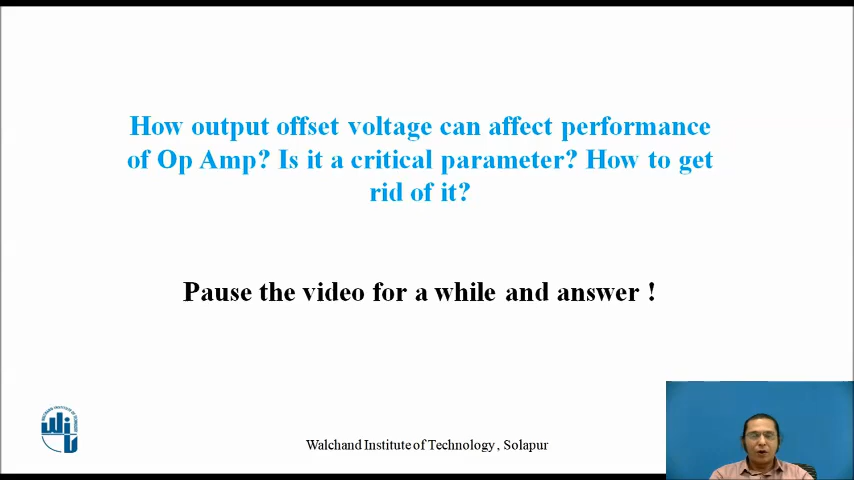 How output offset voltage can affect performance
of Op Amp? Is it a critical parameter? How to get
rid of it?
Pause the video for a while and answer !
Walchand Institute of Technology, Solapur